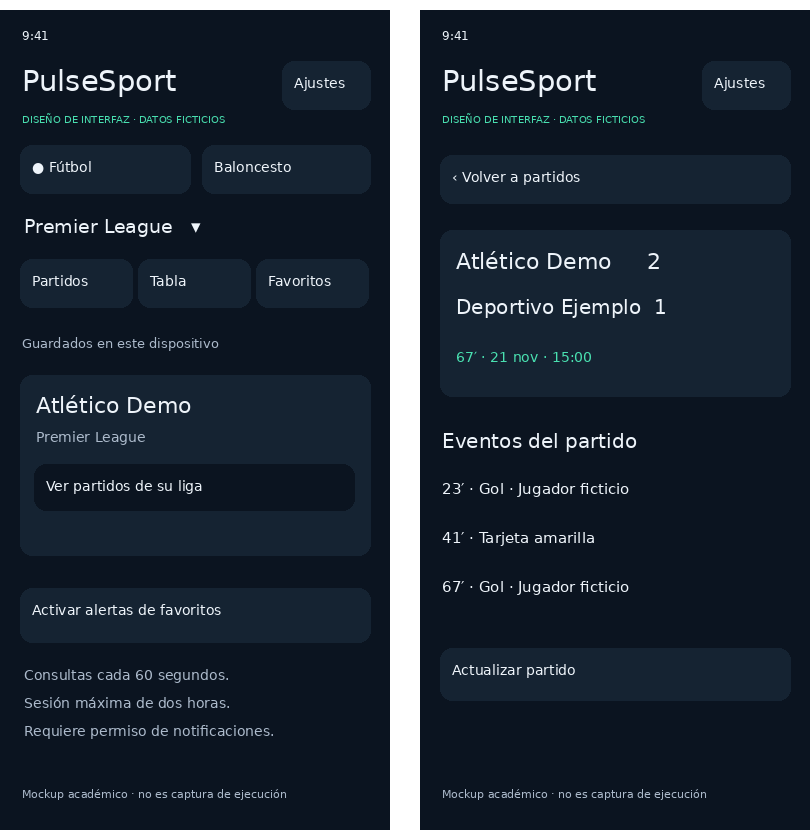 9:41
PulseSport
Ajustes
DISEÑO DE INTERFAZ · DATOS FICTICIOS
● Fútbol
Baloncesto
Premier League ▼
Partidos
Tabla
Favoritos
Guardados en este dispositivo
Atlético Demo
Premier League
Ver partidos de su liga
Activar alertas de favoritos
Consultas cada 60 segundos.
Sesión máxima de dos horas.
Requiere permiso de notificaciones.
Mockup académico · no es captura de ejecución
9:41
PulseSport
Ajustes
DISEÑO DE INTERFAZ · DATOS FICTICIOS
‹ Volver a partidos
Atlético Demo 2
Deportivo Ejemplo 1
67′ · 21 nov · 15:00
Eventos del partido
23′ · Gol · Jugador ficticio
41′ · Tarjeta amarilla
67′ · Gol · Jugador ficticio
Actualizar partido
Mockup académico · no es captura de ejecución